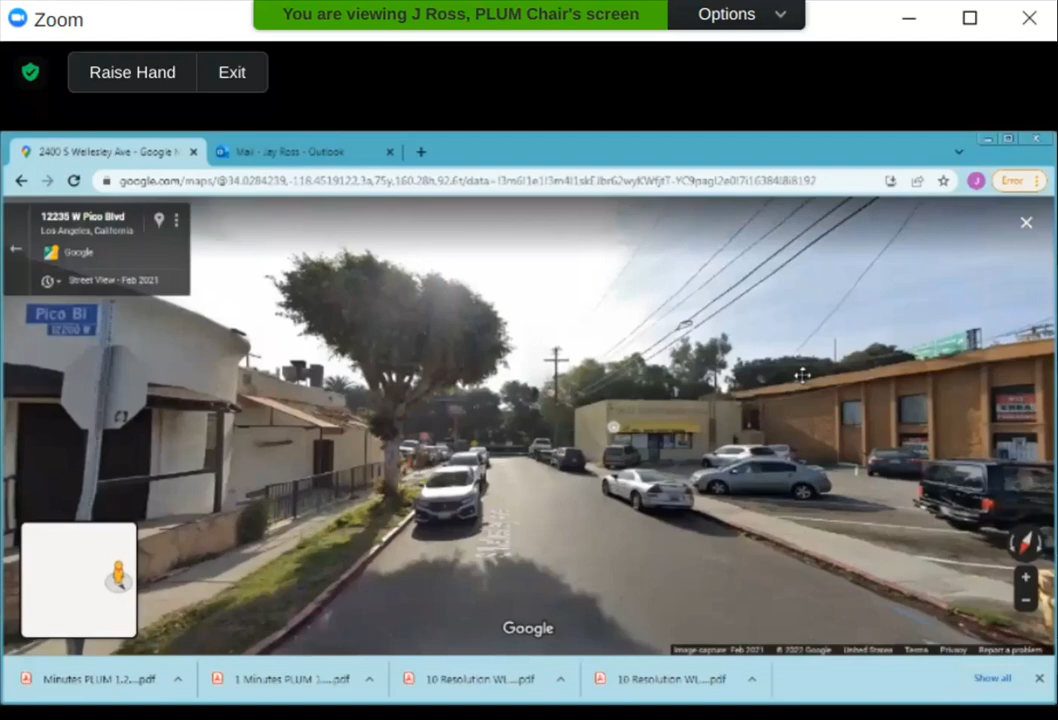 Zoom
You are viewing J Ross, PLUM Chair's screen
Options
Raise Hand
Exit
2400 S Wellesley Ave - Google M
Mail - Jay Ross - Outlook
Error
12235 W Pico Blvd
Los Angeles, California
Google
Street View - Feb 2021
Pico Bl
12200 W
Google
Image capture: Feb 2021 © 2022 Google United States Terms Privacy Report a problem
Minutes PLUM 1.2....pdf
1 Minutes PLUM 1....pdf
10 Resolution WL....pdf
10 Resolution WL....pdf
Show all